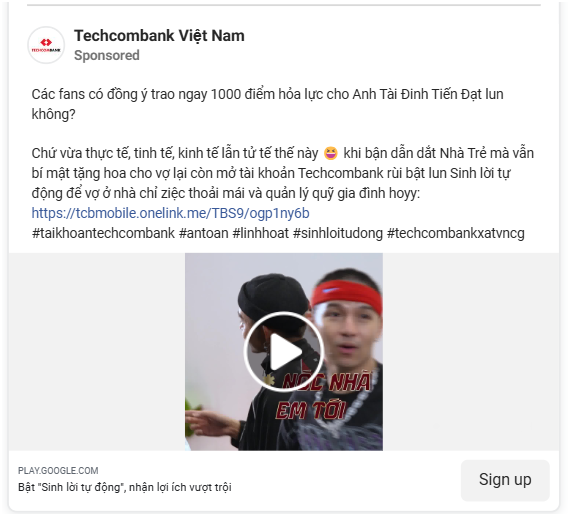 TECHCOMBANK
Techcombank Việt Nam
Sponsored
Các fans có đồng ý trao ngay 1000 điểm hỏa lực cho Anh Tài Đinh Tiến Đạt lun
không?
Chứ vừa thực tế, tinh tế, kinh tế lẫn tử tế thế này 😆 khi bận dẫn dắt Nhà Trẻ mà vẫn
bí mật tặng hoa cho vợ lại còn mở tài khoản Techcombank rùi bật lun Sinh lời tự
động để vợ ở nhà chỉ ziệc thoải mái và quản lý quỹ gia đình hoyy:
https://tcbmobile.onelink.me/TBS9/ogp1ny6b
#taikhoantechcombank #antoan #linhhoat #sinhloitudong #techcombankxatvncg
NÓC NHÀ
EM TỚI
PLAY.GOOGLE.COM
Bật "Sinh lời tự động", nhận lợi ích vượt trội
Sign up